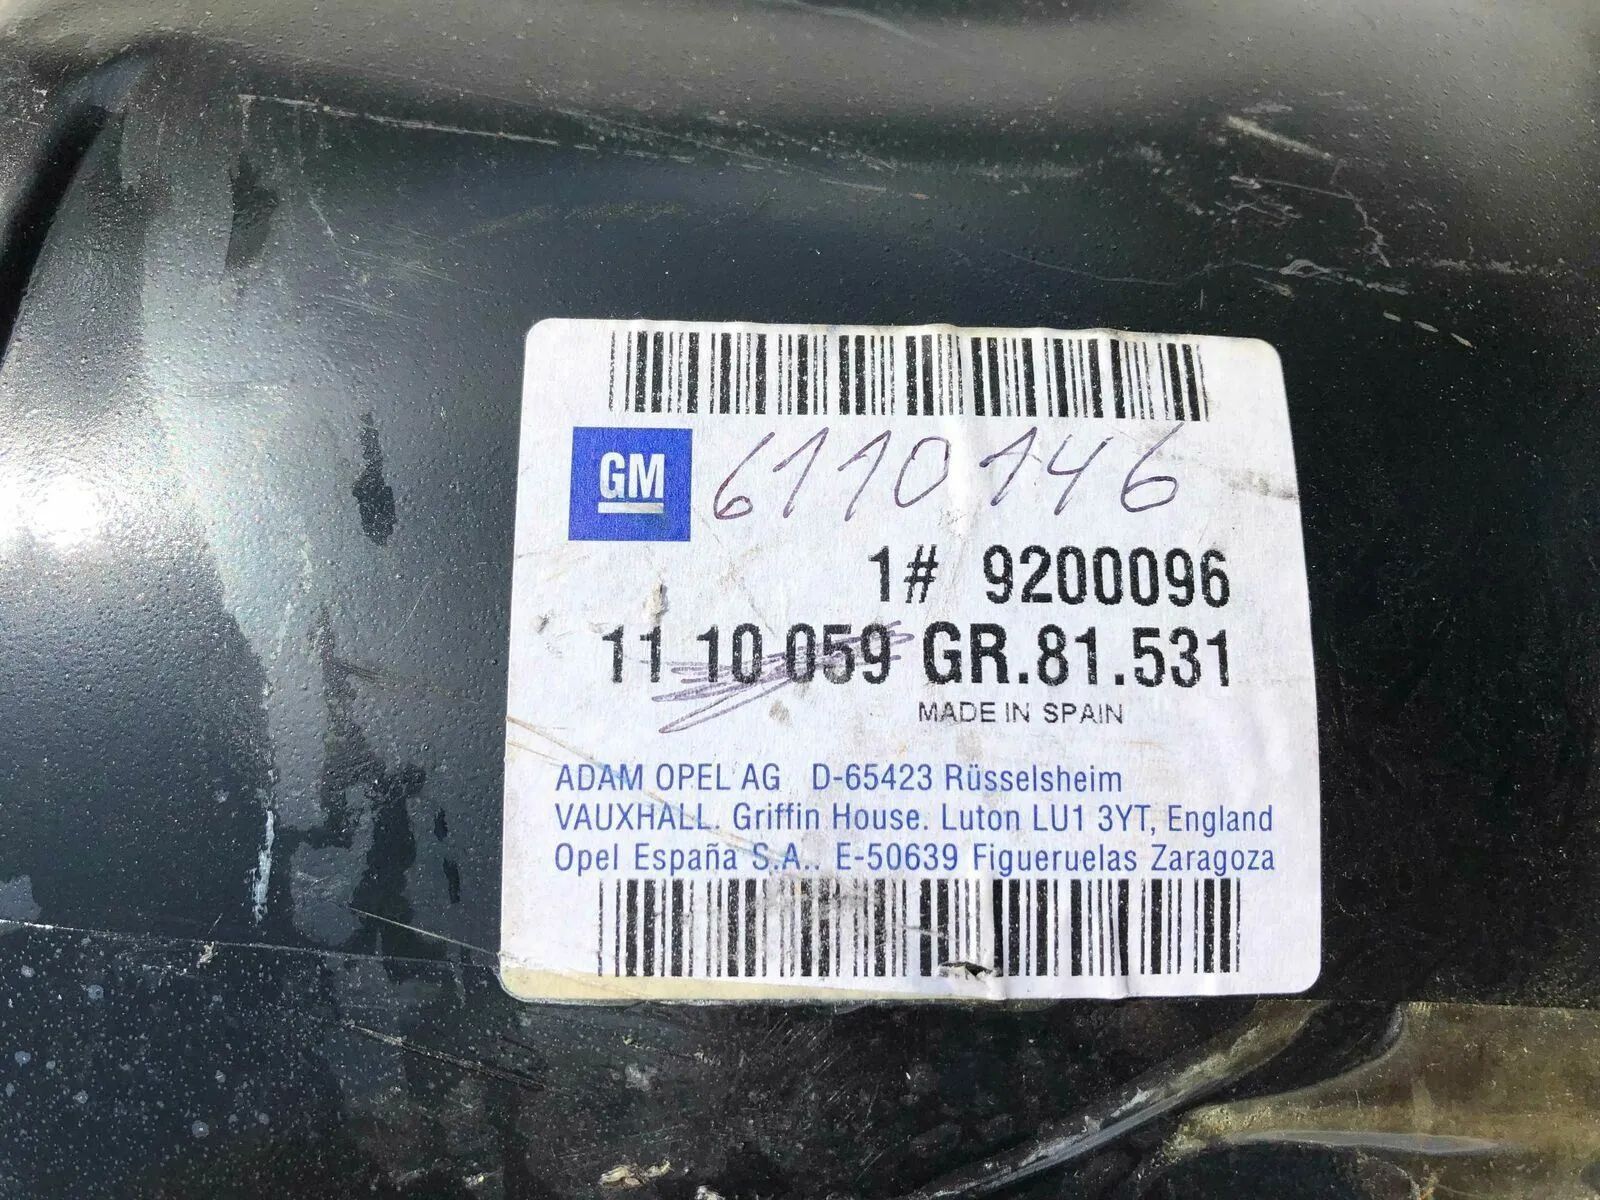 GM 6110146
1# 9200096
11 10 059 GR.81.531
MADE IN SPAIN
ADAM OPEL AG D-65423 Rüsselsheim
VAUXHALL. Griffin House. Luton LU1 3YT, England
Opel España S.A.. E-50639 Figueruelas Zaragoza